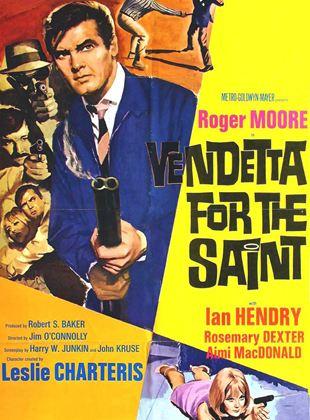 METRO-GOLDWYN-MAYER presents
Roger MOORE
in
VENDETTA
FOR THE
SAINT
with
Ian HENDRY
Rosemary DEXTER
Aimi MACDONALD
Produced by Robert S. BAKER
Directed by Jim O'CONNOLLY
Screenplay by Harry W. JUNKIN and John KRUSE
Character created by
Leslie CHARTERIS